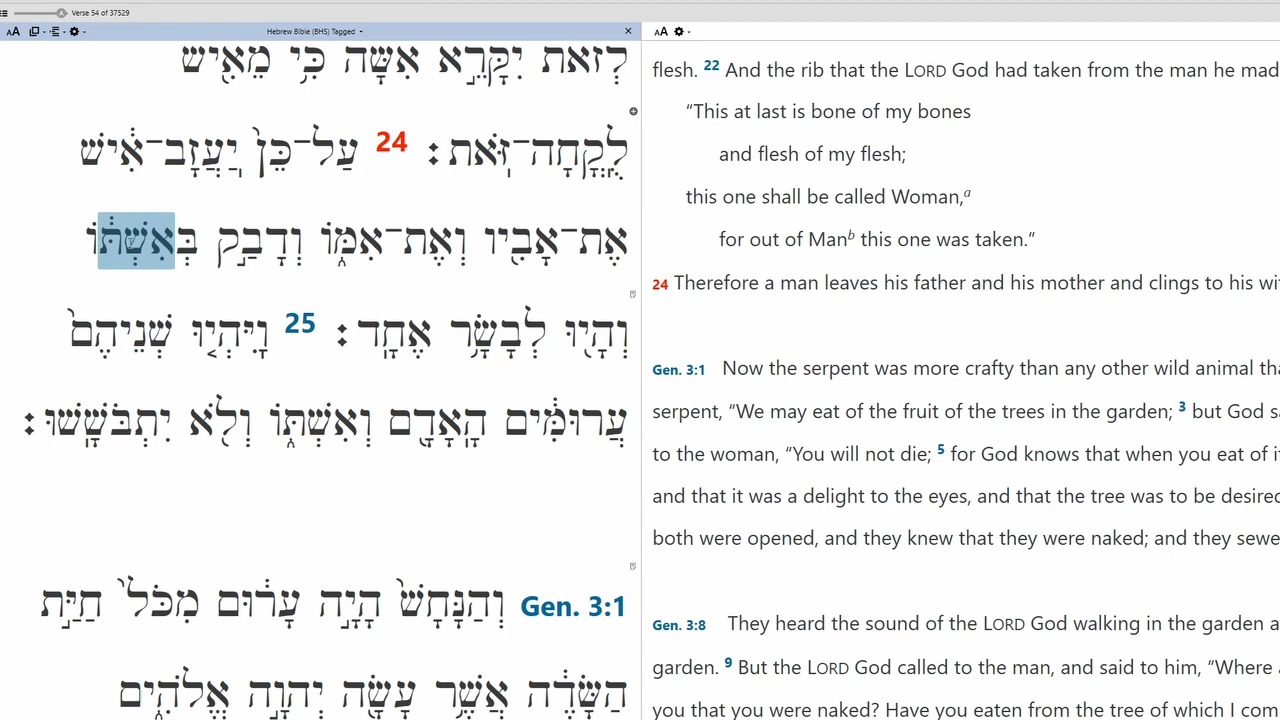 Verse 54 of 37529
Hebrew Bible (BHS) Tagged
לְזֹאת֙ יִקָּרֵ֣א אִשָּׁ֔ה כִּ֥י מֵאִ֖ישׁ
לֻֽקֳחָה־זֹּֽאת׃ 24 עַל־כֵּן֙ יַֽעֲזָב־אִ֔ישׁ
אֶת־אָבִ֖יו וְאֶת־אִמּ֑וֹ וְדָבַ֣ק בְּאִשְׁתּ֔וֹ
וְהָי֖וּ לְבָשָׂ֥ר אֶחָֽד׃ 25 וַיִּֽהְי֤וּ שְׁנֵיהֶם֙
עֲרוּמִּ֔ים הָֽאָדָ֖ם וְאִשְׁתּ֑וֹ וְלֹ֖א יִתְבֹּשָֽׁשׁוּ׃
Gen. 3:1 וְהַנָּחָשׁ֙ הָיָ֣ה עָר֔וּם מִכֹּל֙ חַיַּ֣ת
הַשָּׂדֶ֔ה אֲשֶׁ֥ר עָשָׂ֖ה יְהוָ֣ה אֱלֹהִ֑ים
flesh. 22 And the rib that the LORD God had taken from the man he mad
“This at last is bone of my bones
and flesh of my flesh;
this one shall be called Woman,a
for out of Manb this one was taken.”
24 Therefore a man leaves his father and his mother and clings to his wi
Gen. 3:1 Now the serpent was more crafty than any other wild animal tha
serpent, “We may eat of the fruit of the trees in the garden; 3 but God s
to the woman, “You will not die; 5 for God knows that when you eat of i
and that it was a delight to the eyes, and that the tree was to be desired
both were opened, and they knew that they were naked; and they sewe
Gen. 3:8 They heard the sound of the LORD God walking in the garden a
garden. 9 But the LORD God called to the man, and said to him, “Where
you that you were naked? Have you eaten from the tree of which I com